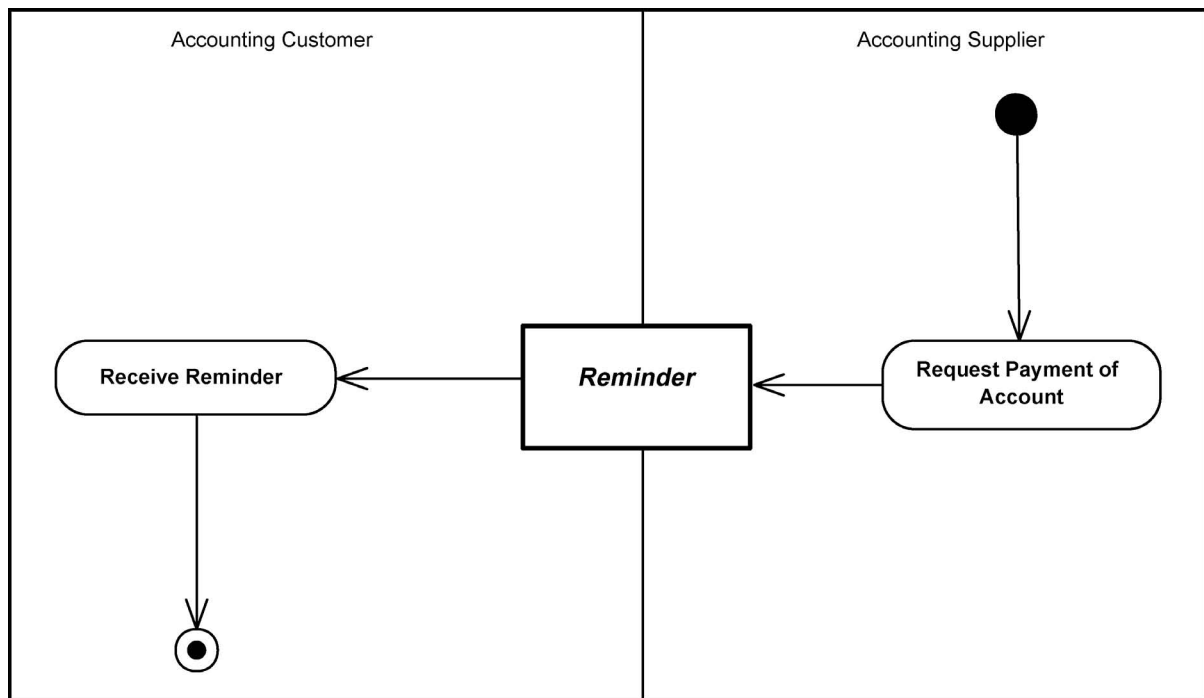 Accounting Customer
Accounting Supplier
Receive Reminder
Reminder
Request Payment of
Account